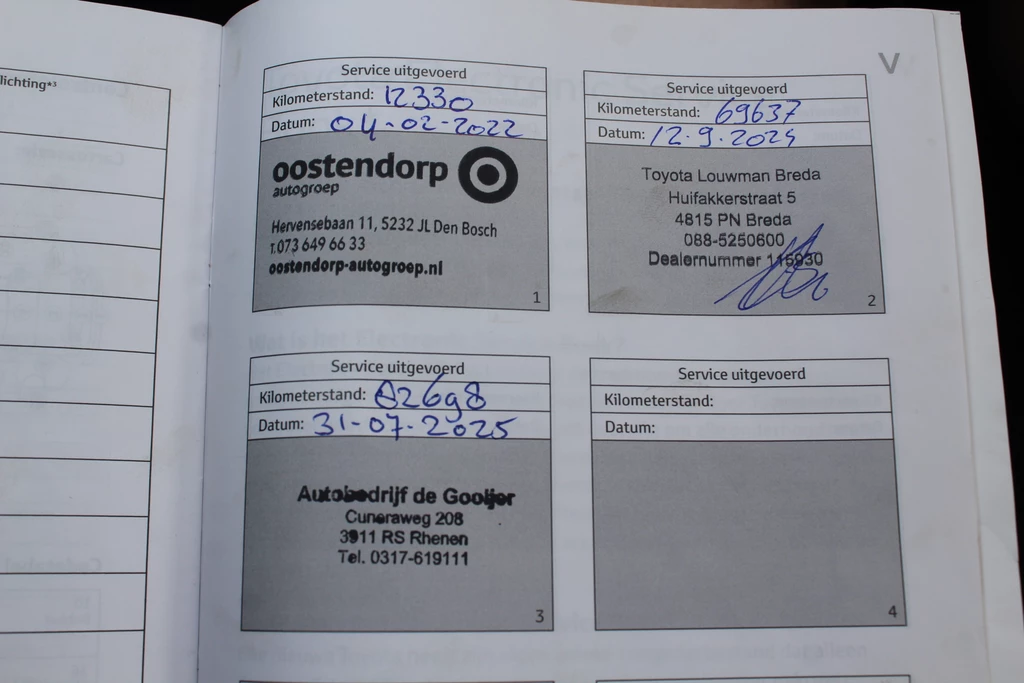 lichting*³
V
Service uitgevoerd
Kilometerstand: 12330
Datum: 04-02-2022
oostendorp
autogroep
Hervensebaan 11, 5232 JL Den Bosch
T.073 649 66 33
oostendorp-autogroep.nl
1
Service uitgevoerd
Kilometerstand: 69637
Datum: 12.9.2024
Toyota Louwman Breda
Huifakkerstraat 5
4815 PN Breda
088-5250600
Dealernummer 115930
2
Service uitgevoerd
Kilometerstand: 82698
Datum: 31-07-2025
Autobedrijf de Gooijer
Cuneraweg 208
3911 RS Rhenen
Tel. 0317-619111
3
Service uitgevoerd
Kilometerstand:
Datum:
4